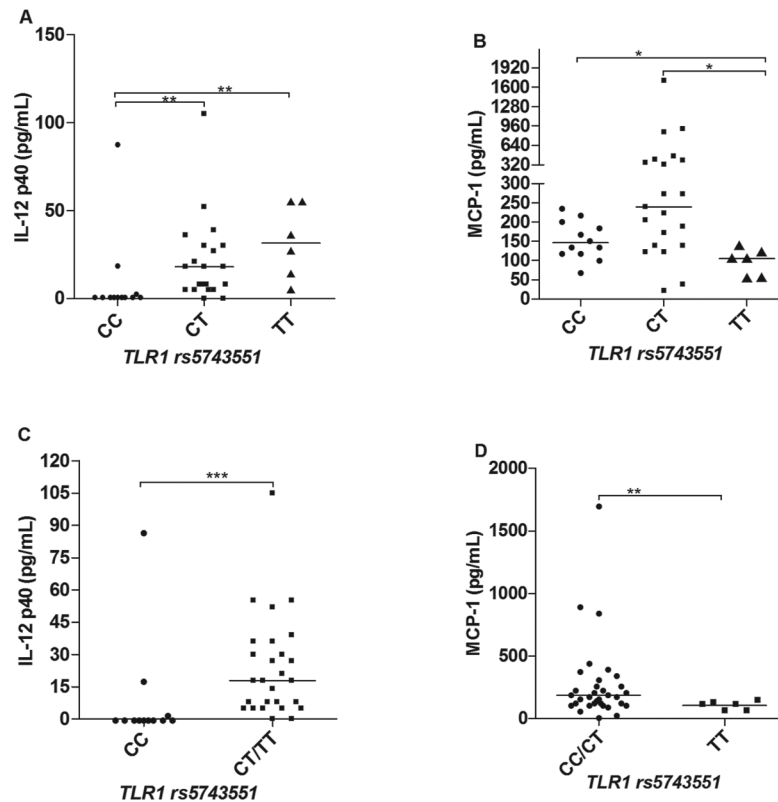 A
150
100
50
0
IL-12 p40 (pg/mL)
**
**
CC
CT
TT
TLR1 rs5743551
B
1920
1600
1280
960
640
320
300
250
200
150
100
50
0
MCP-1 (pg/mL)
*
*
CC
CT
TT
TLR1 rs5743551
C
120
105
90
75
60
45
30
15
0
IL-12 p40 (pg/mL)
***
CC
CT/TT
TLR1 rs5743551
D
2000
1500
1000
500
0
MCP-1 (pg/mL)
**
CC/CT
TT
TLR1 rs5743551